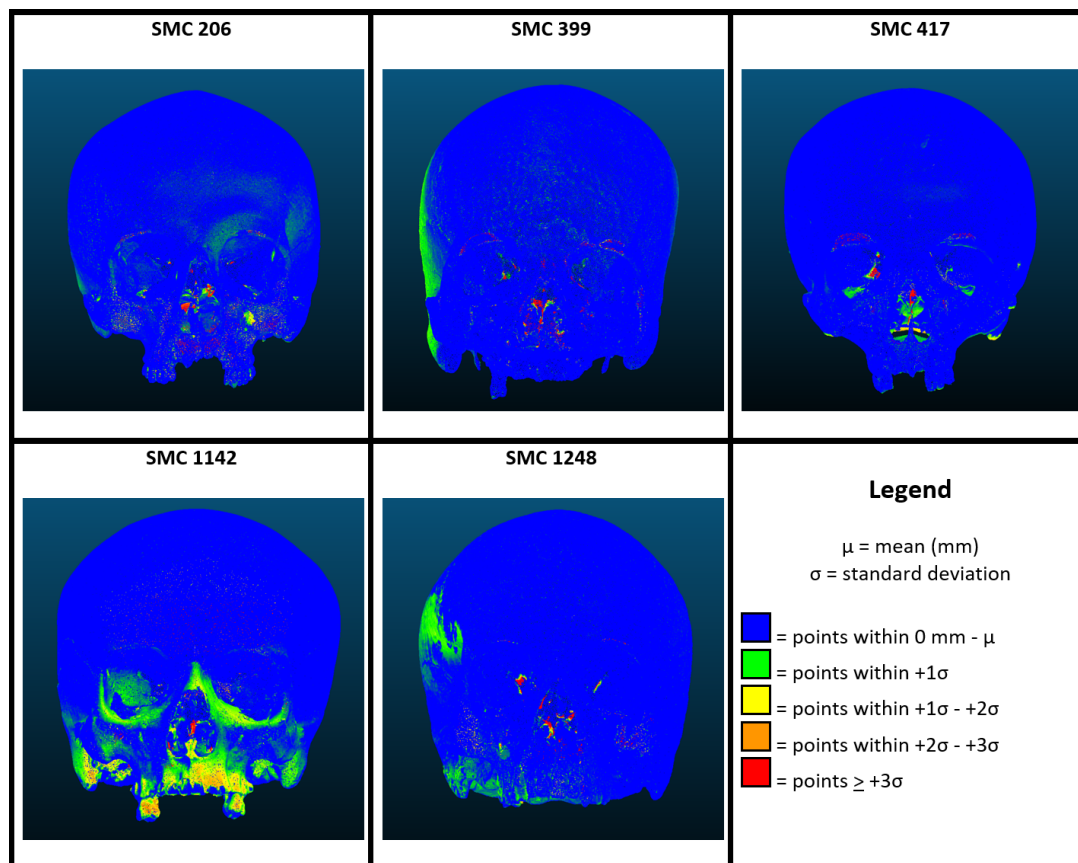 SMC 206
SMC 399
SMC 417
SMC 1142
SMC 1248
Legend
μ = mean (mm)
σ = standard deviation
= points within 0 mm - μ
= points within +1σ
= points within +1σ - +2σ
= points within +2σ - +3σ
= points ≥ +3σ